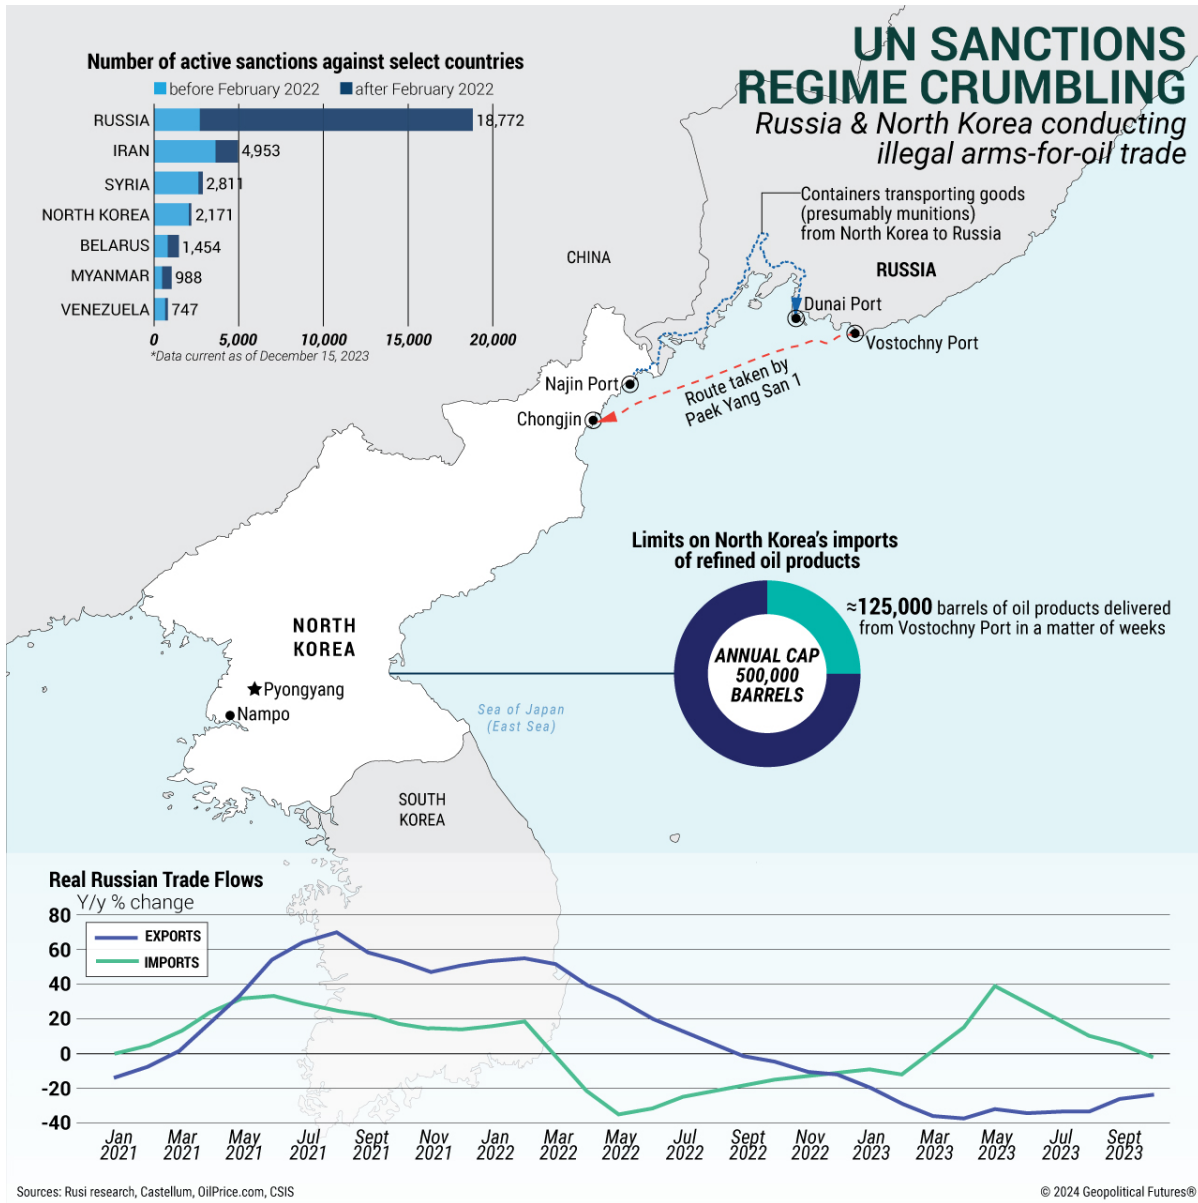 UN SANCTIONS
REGIME CRUMBLING
Russia & North Korea conducting
illegal arms-for-oil trade
Number of active sanctions against select countries
before February 2022 after February 2022
RUSSIA 18,772
IRAN 4,953
SYRIA 2,811
NORTH KOREA 2,171
BELARUS 1,454
MYANMAR 988
VENEZUELA 747
0 5,000 10,000 15,000 20,000
*Data current as of December 15, 2023
Containers transporting goods
(presumably munitions)
from North Korea to Russia
CHINA
RUSSIA
Dunai Port
Vostochny Port
Najin Port
Chongjin
Route taken by
Paek Yang San 1
Limits on North Korea's imports
of refined oil products
≈125,000 barrels of oil products delivered
from Vostochny Port in a matter of weeks
ANNUAL CAP
500,000
BARRELS
NORTH
KOREA
Pyongyang
Nampo
Sea of Japan
(East Sea)
SOUTH
KOREA
Real Russian Trade Flows
Y/y % change
EXPORTS
IMPORTS
80
60
40
20
0
-20
-40
Jan Mar May Jul Sept Nov Jan Mar May Jul Sept Nov Jan Mar May Jul Sept
2021 2021 2021 2021 2021 2021 2022 2022 2022 2022 2022 2022 2023 2023 2023 2023 2023
Sources: Rusi research, Castellum, OilPrice.com, CSIS
© 2024 Geopolitical Futures®